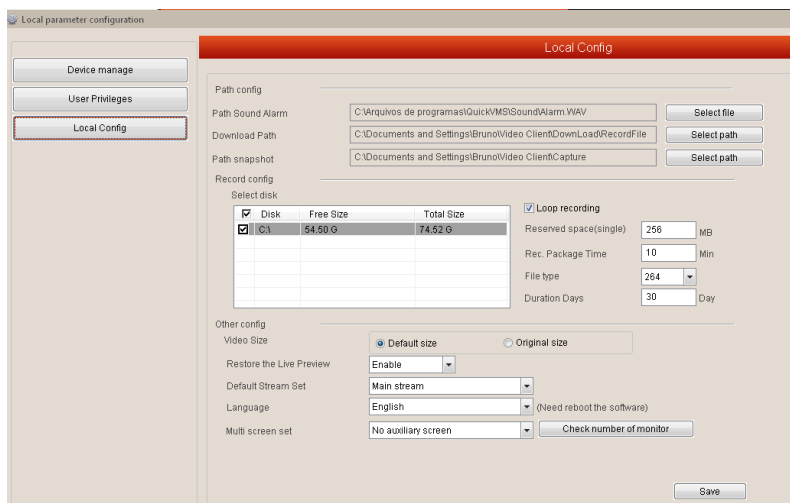 Local parameter configuration
Local Config
Device manage
User Privileges
Local Config
Path config
Path Sound Alarm C:\Arquivos de programas\QuickVMS\Sound\Alarm.WAV Select file
Download Path C:\Documents and Settings\Bruno\Video Client\DownLoad\RecordFile Select path
Path snapshot C:\Documents and Settings\Bruno\Video Client\Capture Select path
Record config
Select disk
Disk Free Size Total Size
C:\ 54.50 G 74.52 G
Loop recording
Reserved space(single) 256 MB
Rec. Package Time 10 Min
File type 264
Duration Days 30 Day
Other config
Video Size Default size Original size
Restore the Live Preview Enable
Default Stream Set Main stream
Language English (Need reboot the software)
Multi screen set No auxiliary screen Check number of monitor
Save